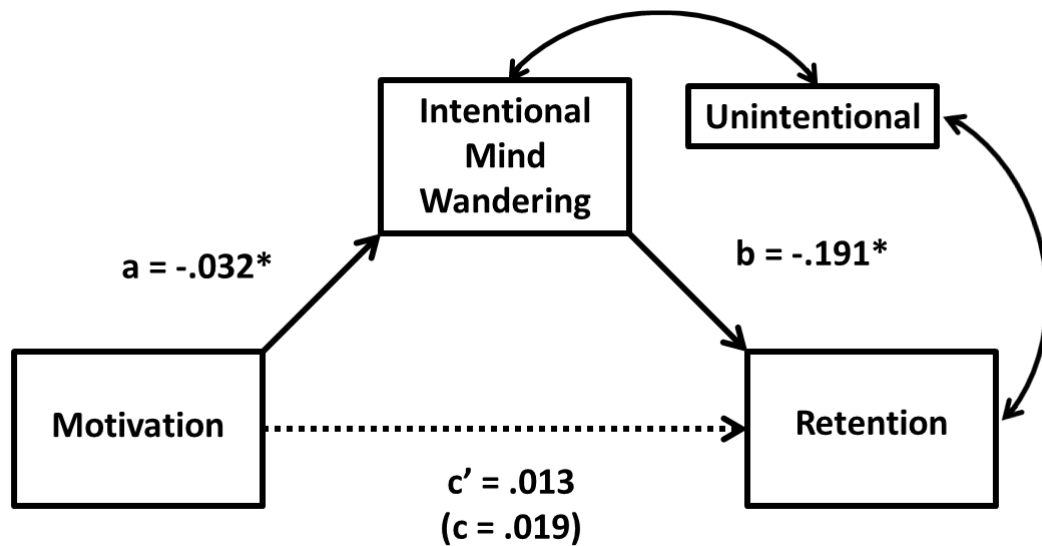 Intentional
Mind
Wandering
Unintentional
a = -.032*
b = -.191*
Motivation
Retention
c’ = .013
(c = .019)